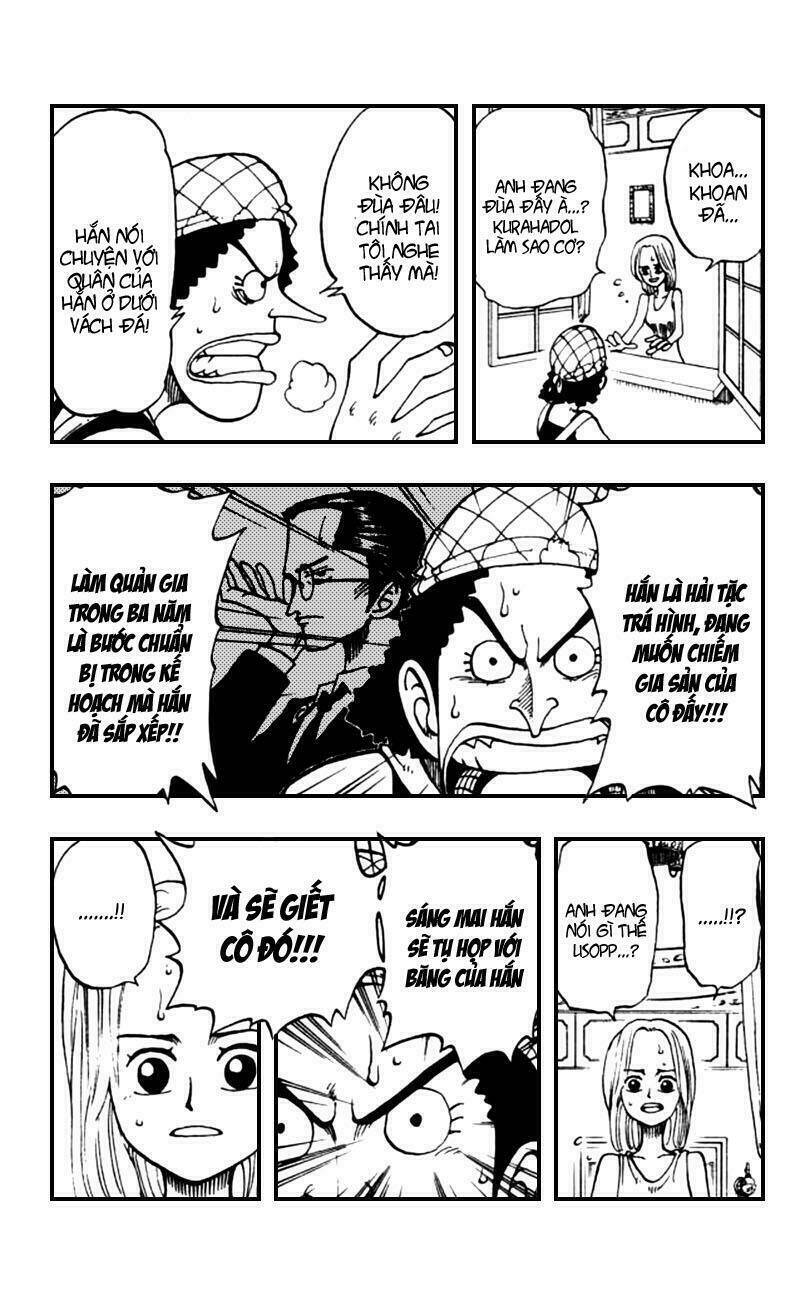 KHOA...
KHOAN
ĐÃ...
ANH ĐANG
ĐÙA ĐẤY À...?
KURAHADOL
LÀM SAO CƠ?
KHÔNG
ĐÙA ĐÂU!
CHÍNH TAI
TÔI NGHE
THẤY MÀ!
HẮN NÓI
CHUYỆN VỚI
QUÂN CỦA
HẮN Ở DƯỚI
VÁCH ĐÁ!
HẮN LÀ HẢI TẶC
TRÁ HÌNH, ĐANG
MUỐN CHIẾM
GIA SẢN CỦA
CÔ ĐẤY!!!
LÀM QUẢN GIA
TRONG BA NĂM
LÀ BƯỚC CHUẨN
BỊ TRONG KẾ
HOẠCH MÀ HẮN
ĐÃ SẮP XẾP!!
......!!?
ANH ĐANG
NÓI GÌ THẾ
USOPP...?
SÁNG MAI HẮN
SẼ TỤ HỌP VỚI
BĂNG CỦA HẮN
VÀ SẼ GIẾT
CÔ ĐÓ!!!
.......!!